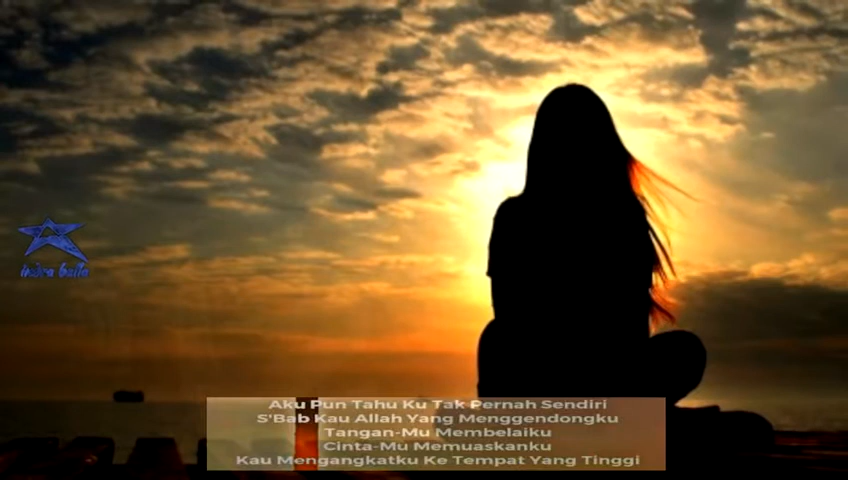 Aku Pun Tahu Ku Tak Pernah Sendiri
S'Bab Kau Allah Yang Menggendongku
Tangan-Mu Membelaiku
Cinta-Mu Memuaskanku
Kau Mengangkatku Ke Tempat Yang Tinggi